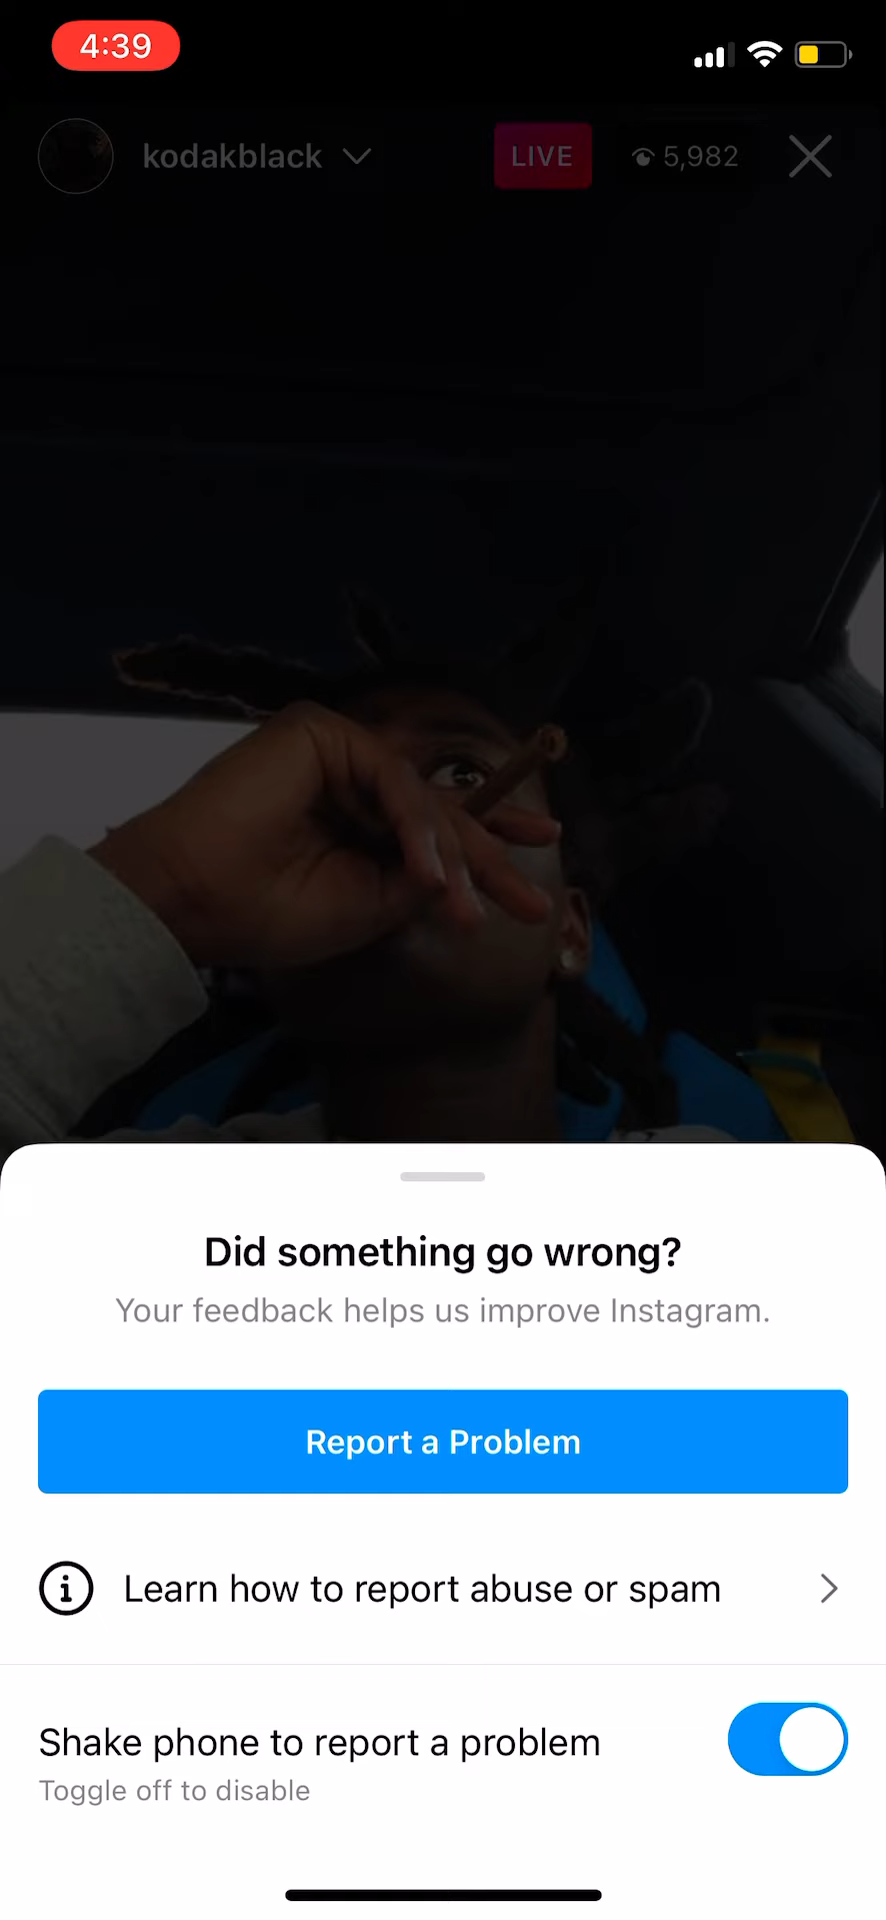 4:39
kodakblack
LIVE
5,982
Did something go wrong?
Your feedback helps us improve Instagram.
Report a Problem
Learn how to report abuse or spam
Shake phone to report a problem
Toggle off to disable